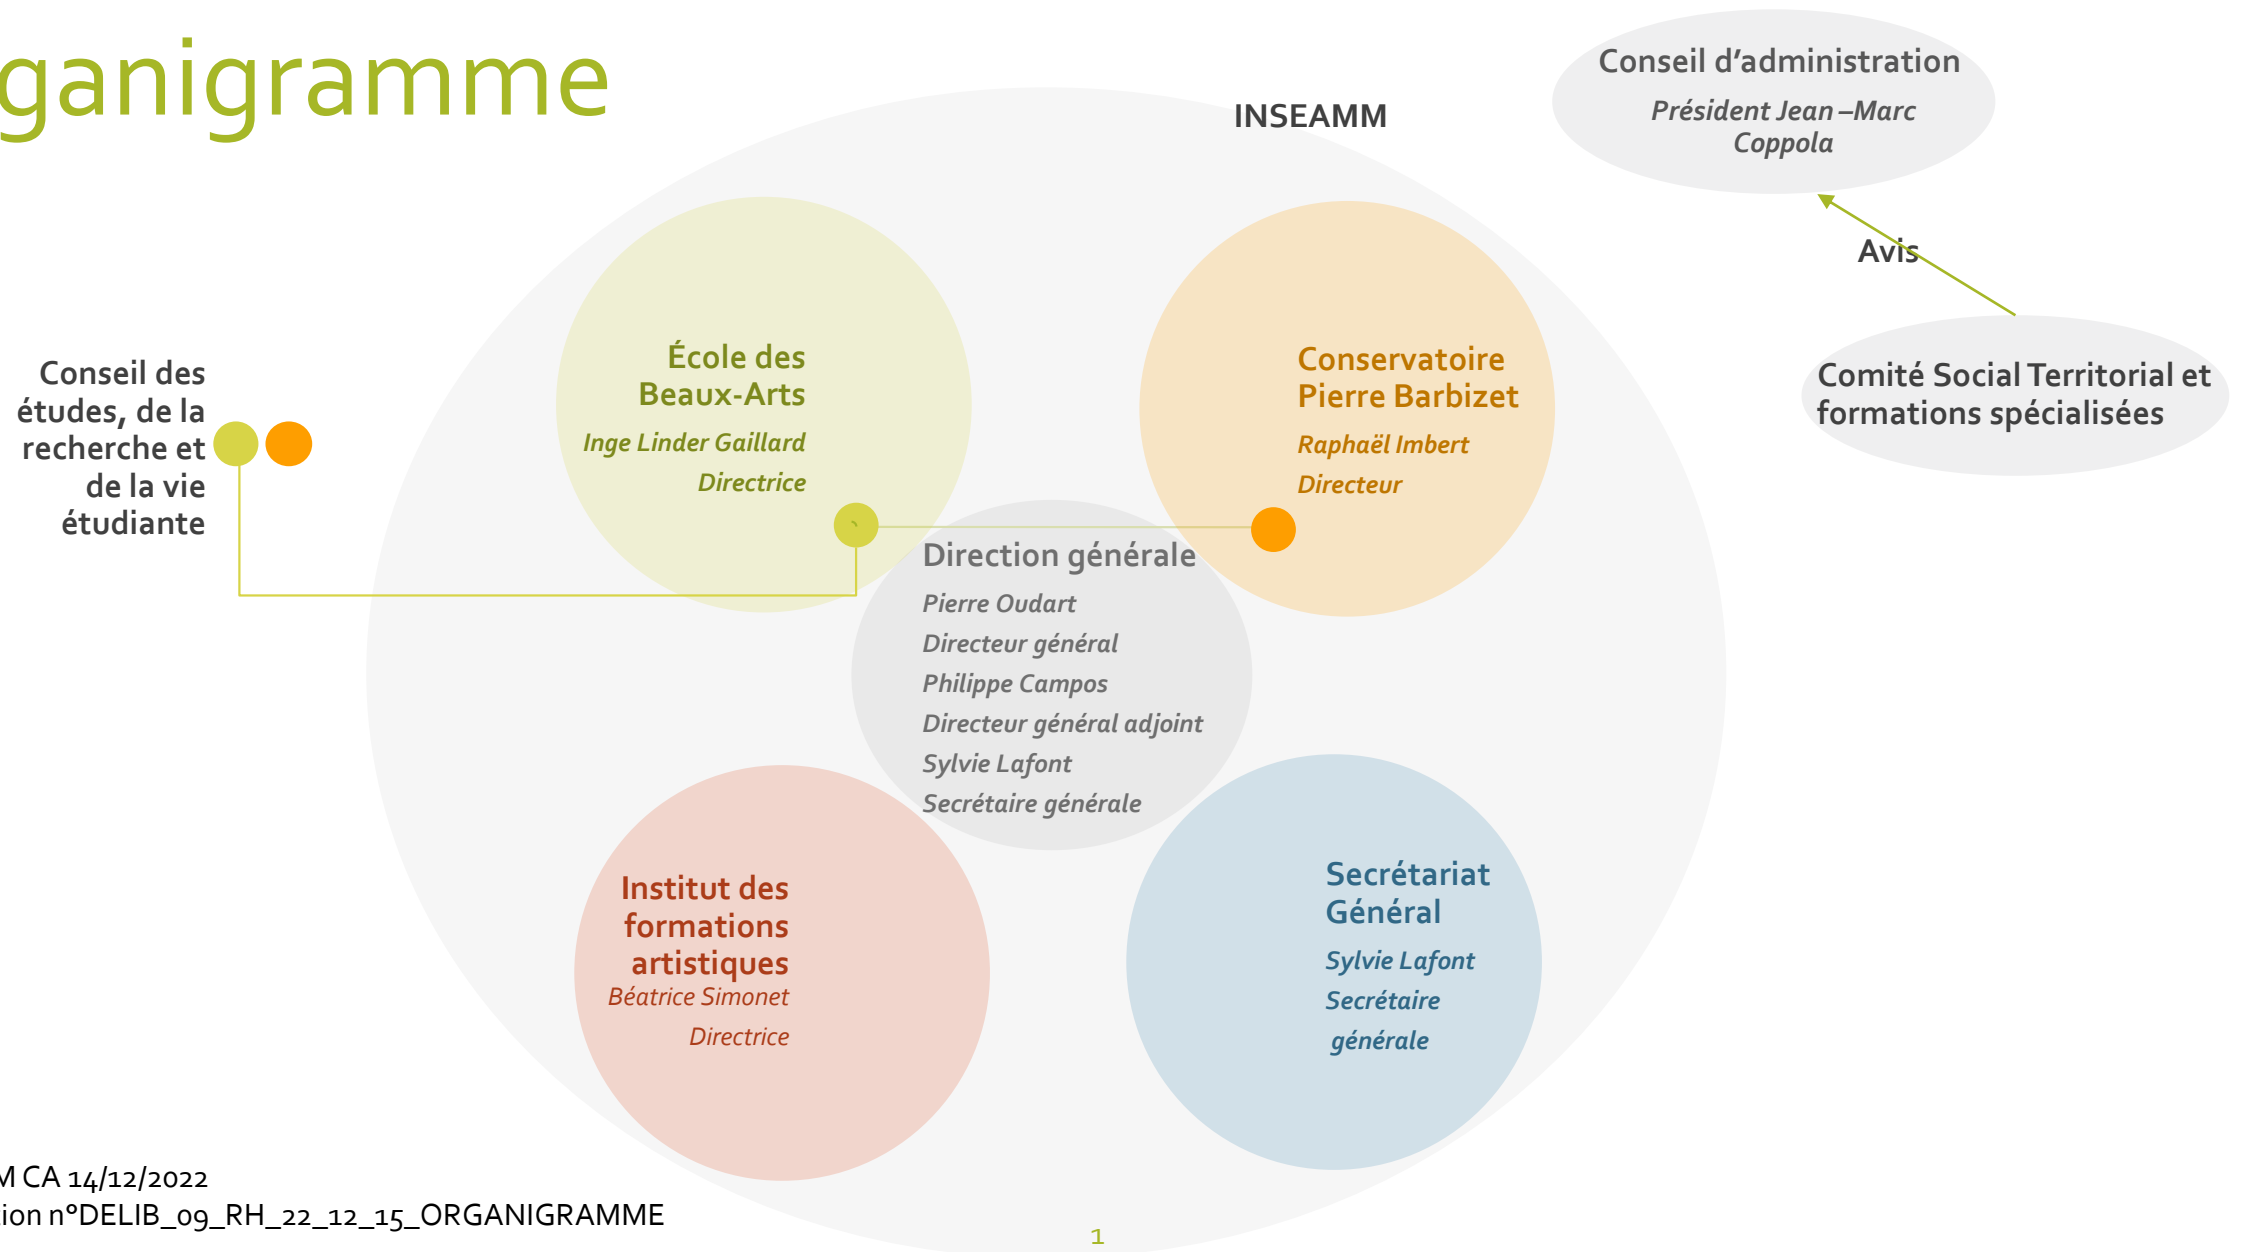 ganigramme
INSEAMM
Conseil d'administration
Président Jean –Marc
Coppola
Avis
Comité Social Territorial et
formations spécialisées
Conseil des
études, de la
recherche et
de la vie
étudiante
École des
Beaux-Arts
Inge Linder Gaillard
Directrice
Conservatoire
Pierre Barbizet
Raphaël Imbert
Directeur
Direction générale
Pierre Oudart
Directeur général
Philippe Campos
Directeur général adjoint
Sylvie Lafont
Secrétaire générale
Institut des
formations
artistiques
Béatrice Simonet
Directrice
Secrétariat
Général
Sylvie Lafont
Secrétaire
générale
M CA 14/12/2022
tion n°DELIB_09_RH_22_12_15_ORGANIGRAMME
1